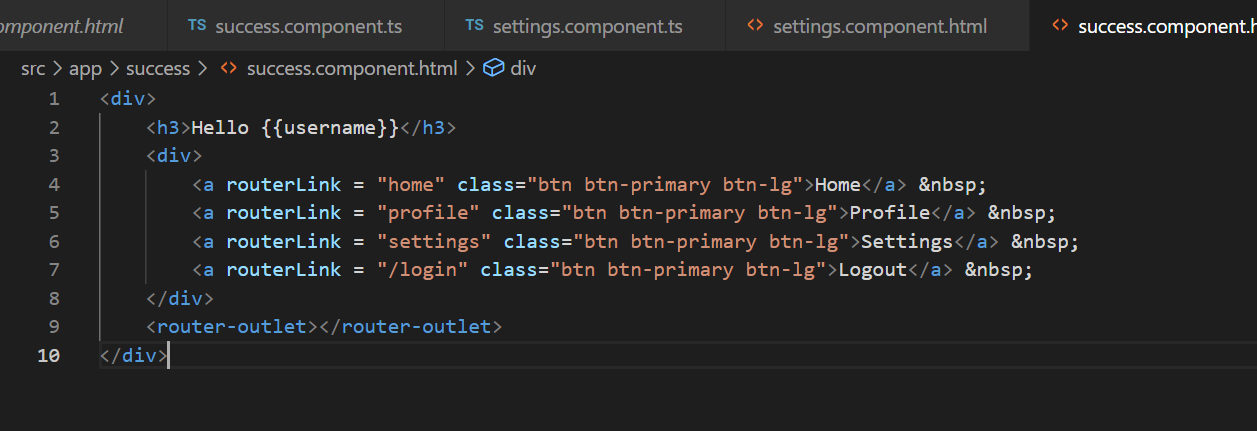 omponent.html TS success.component.ts TS settings.component.ts <> settings.component.html <> success.component.h
src > app > success > <> success.component.html > div
1 <div>
2     <h3>Hello {{username}}</h3>
3     <div>
4         <a routerLink = "home" class="btn btn-primary btn-lg">Home</a> &nbsp;
5         <a routerLink = "profile" class="btn btn-primary btn-lg">Profile</a> &nbsp;
6         <a routerLink = "settings" class="btn btn-primary btn-lg">Settings</a> &nbsp;
7         <a routerLink = "/login" class="btn btn-primary btn-lg">Logout</a> &nbsp;
8     </div>
9     <router-outlet></router-outlet>
10 </div>